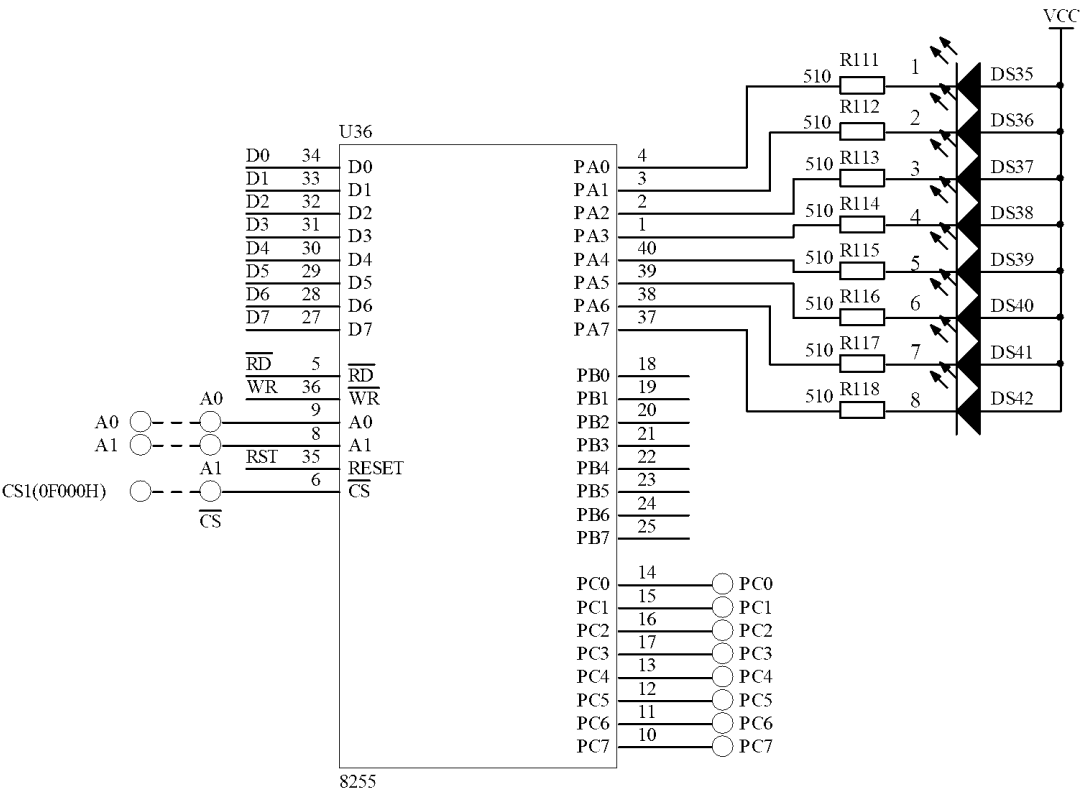 VCC
R111
510
1
DS35
R112
510
2
DS36
R113
510
3
DS37
R114
510
4
DS38
R115
510
5
DS39
R116
510
6
DS40
R117
510
7
DS41
R118
510
8
DS42
U36
D0 34 D0 PA0 4
D1 33 D1 PA1 3
D2 32 D2 PA2 2
D3 31 D3 PA3 1
D4 30 D4 PA4 40
D5 29 D5 PA5 39
D6 28 D6 PA6 38
D7 27 D7 PA7 37
RD 5 RD PB0 18
WR 36 WR PB1 19
A0 A0 9 A0 PB2 20
A1 8 A1 PB3 21
RST 35 RESET PB4 22
A1
CS1(0F000H) 6 CS PB5 23
CS
PB6 24
PB7 25
PC0 14 PC0
PC1 15 PC1
PC2 16 PC2
PC3 17 PC3
PC4 13 PC4
PC5 12 PC5
PC6 11 PC6
PC7 10 PC7
8255